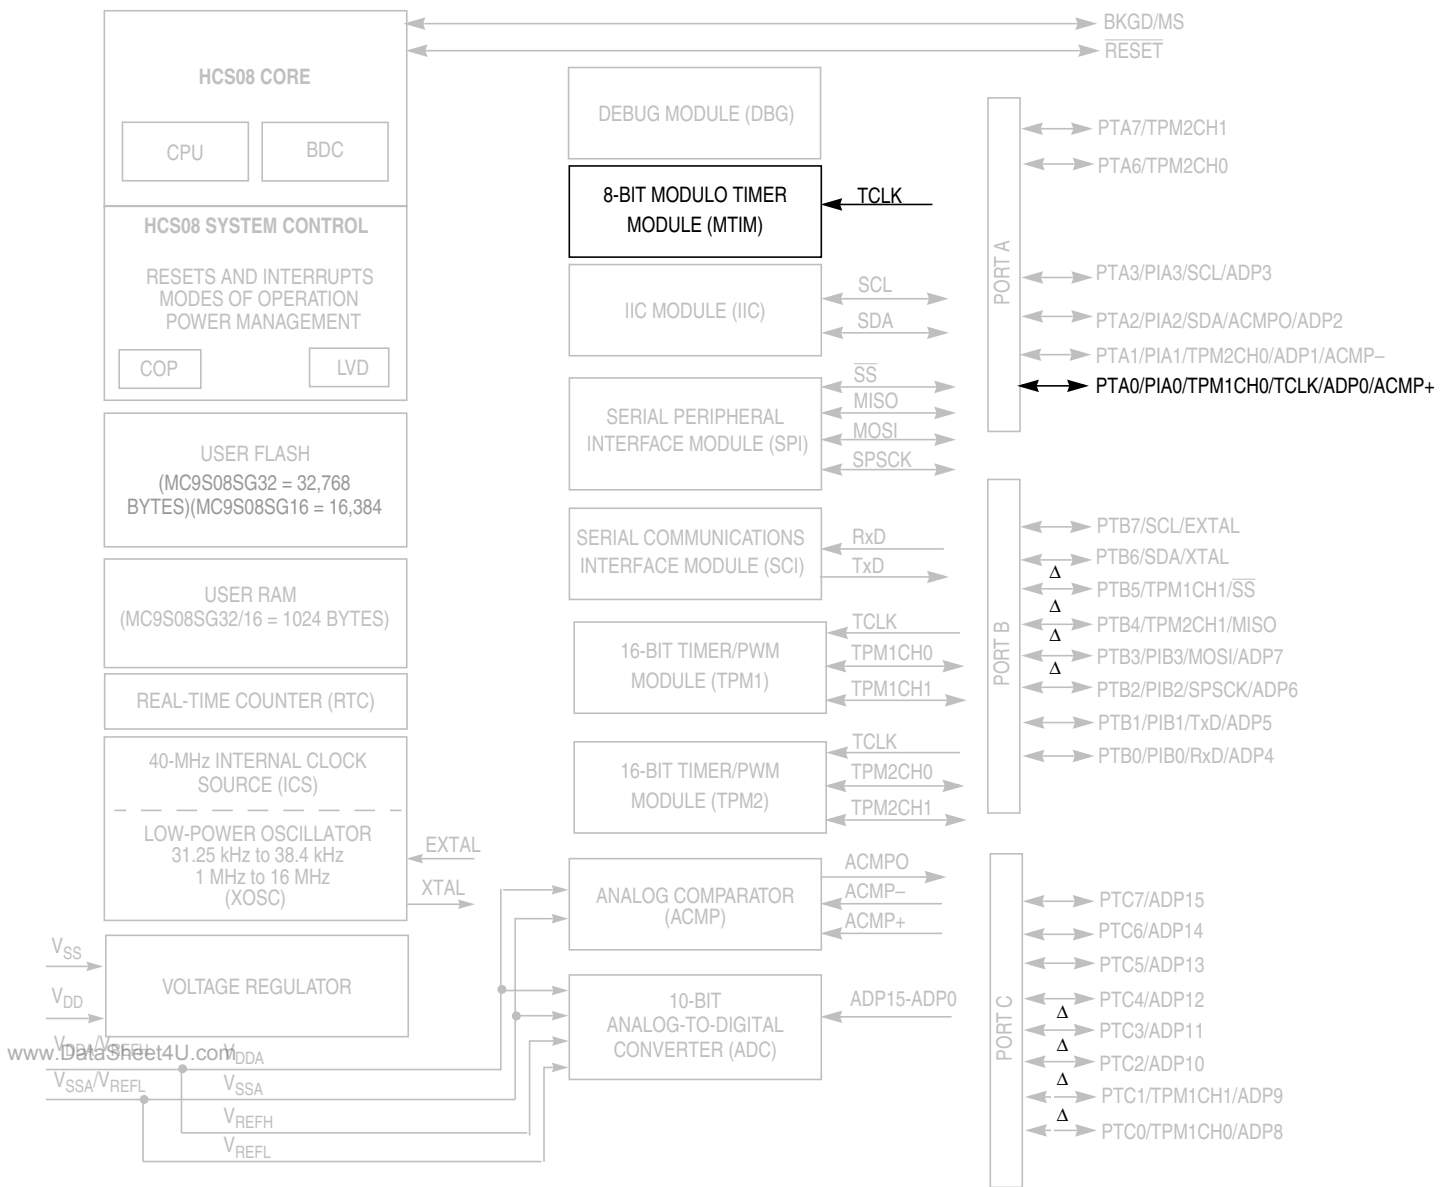 BKGD/MS
RESET
HCS08 CORE
CPU
BDC
HCS08 SYSTEM CONTROL
RESETS AND INTERRUPTS
MODES OF OPERATION
POWER MANAGEMENT
COP
LVD
USER FLASH
(MC9S08SG32 = 32,768
BYTES)(MC9S08SG16 = 16,384
USER RAM
(MC9S08SG32/16 = 1024 BYTES)
REAL-TIME COUNTER (RTC)
40-MHz INTERNAL CLOCK
SOURCE (ICS)
LOW-POWER OSCILLATOR
31.25 kHz to 38.4 kHz
1 MHz to 16 MHz
(XOSC)
EXTAL
XTAL
VSS
VDD
VOLTAGE REGULATOR
VDDA/VREFH
www.DataSheet4U.com
VDDA
VSSA/VREFL
VSSA
VREFH
VREFL
DEBUG MODULE (DBG)
8-BIT MODULO TIMER
MODULE (MTIM)
TCLK
IIC MODULE (IIC)
SCL
SDA
SERIAL PERIPHERAL
INTERFACE MODULE (SPI)
SS
MISO
MOSI
SPSCK
SERIAL COMMUNICATIONS
INTERFACE MODULE (SCI)
RxD
TxD
16-BIT TIMER/PWM
MODULE (TPM1)
TCLK
TPM1CH0
TPM1CH1
16-BIT TIMER/PWM
MODULE (TPM2)
TCLK
TPM2CH0
TPM2CH1
ANALOG COMPARATOR
(ACMP)
ACMPO
ACMP–
ACMP+
10-BIT
ANALOG-TO-DIGITAL
CONVERTER (ADC)
ADP15-ADP0
PORT A
PTA7/TPM2CH1
PTA6/TPM2CH0
PTA3/PIA3/SCL/ADP3
PTA2/PIA2/SDA/ACMPO/ADP2
PTA1/PIA1/TPM2CH0/ADP1/ACMP–
PTA0/PIA0/TPM1CH0/TCLK/ADP0/ACMP+
PORT B
PTB7/SCL/EXTAL
PTB6/SDA/XTAL
Δ
PTB5/TPM1CH1/SS
Δ
PTB4/TPM2CH1/MISO
Δ
PTB3/PIB3/MOSI/ADP7
Δ
PTB2/PIB2/SPSCK/ADP6
PTB1/PIB1/TxD/ADP5
PTB0/PIB0/RxD/ADP4
PORT C
PTC7/ADP15
PTC6/ADP14
PTC5/ADP13
PTC4/ADP12
Δ
PTC3/ADP11
Δ
PTC2/ADP10
Δ
PTC1/TPM1CH1/ADP9
Δ
PTC0/TPM1CH0/ADP8